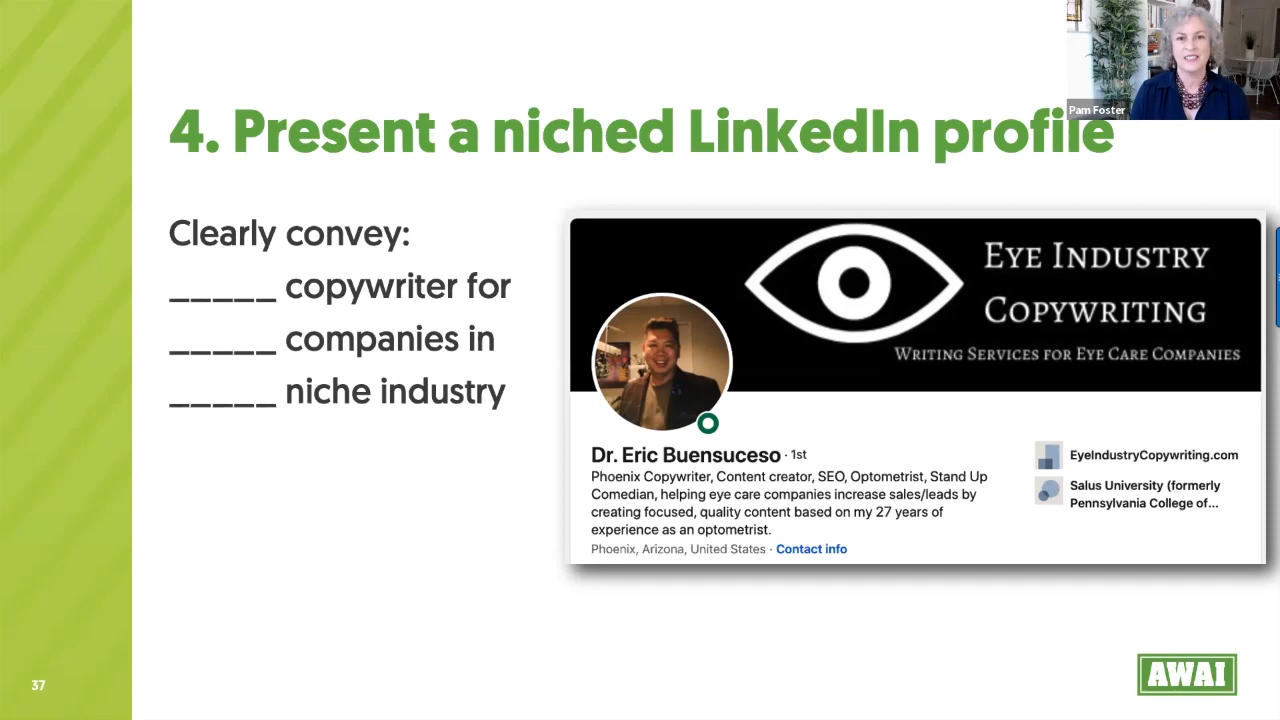 Pam Foster
4. Present a niched LinkedIn profile
Clearly convey:
_____ copywriter for
_____ companies in
_____ niche industry
Eye Industry
Copywriting
Writing Services for Eye Care Companies
Dr. Eric Buensuceso · 1st
Phoenix Copywriter, Content creator, SEO, Optometrist, Stand Up
Comedian, helping eye care companies increase sales/leads by
creating focused, quality content based on my 27 years of
experience as an optometrist.
Phoenix, Arizona, United States · Contact info
EyeIndustryCopywriting.com
Salus University (formerly
Pennsylvania College of...
37
AWAI